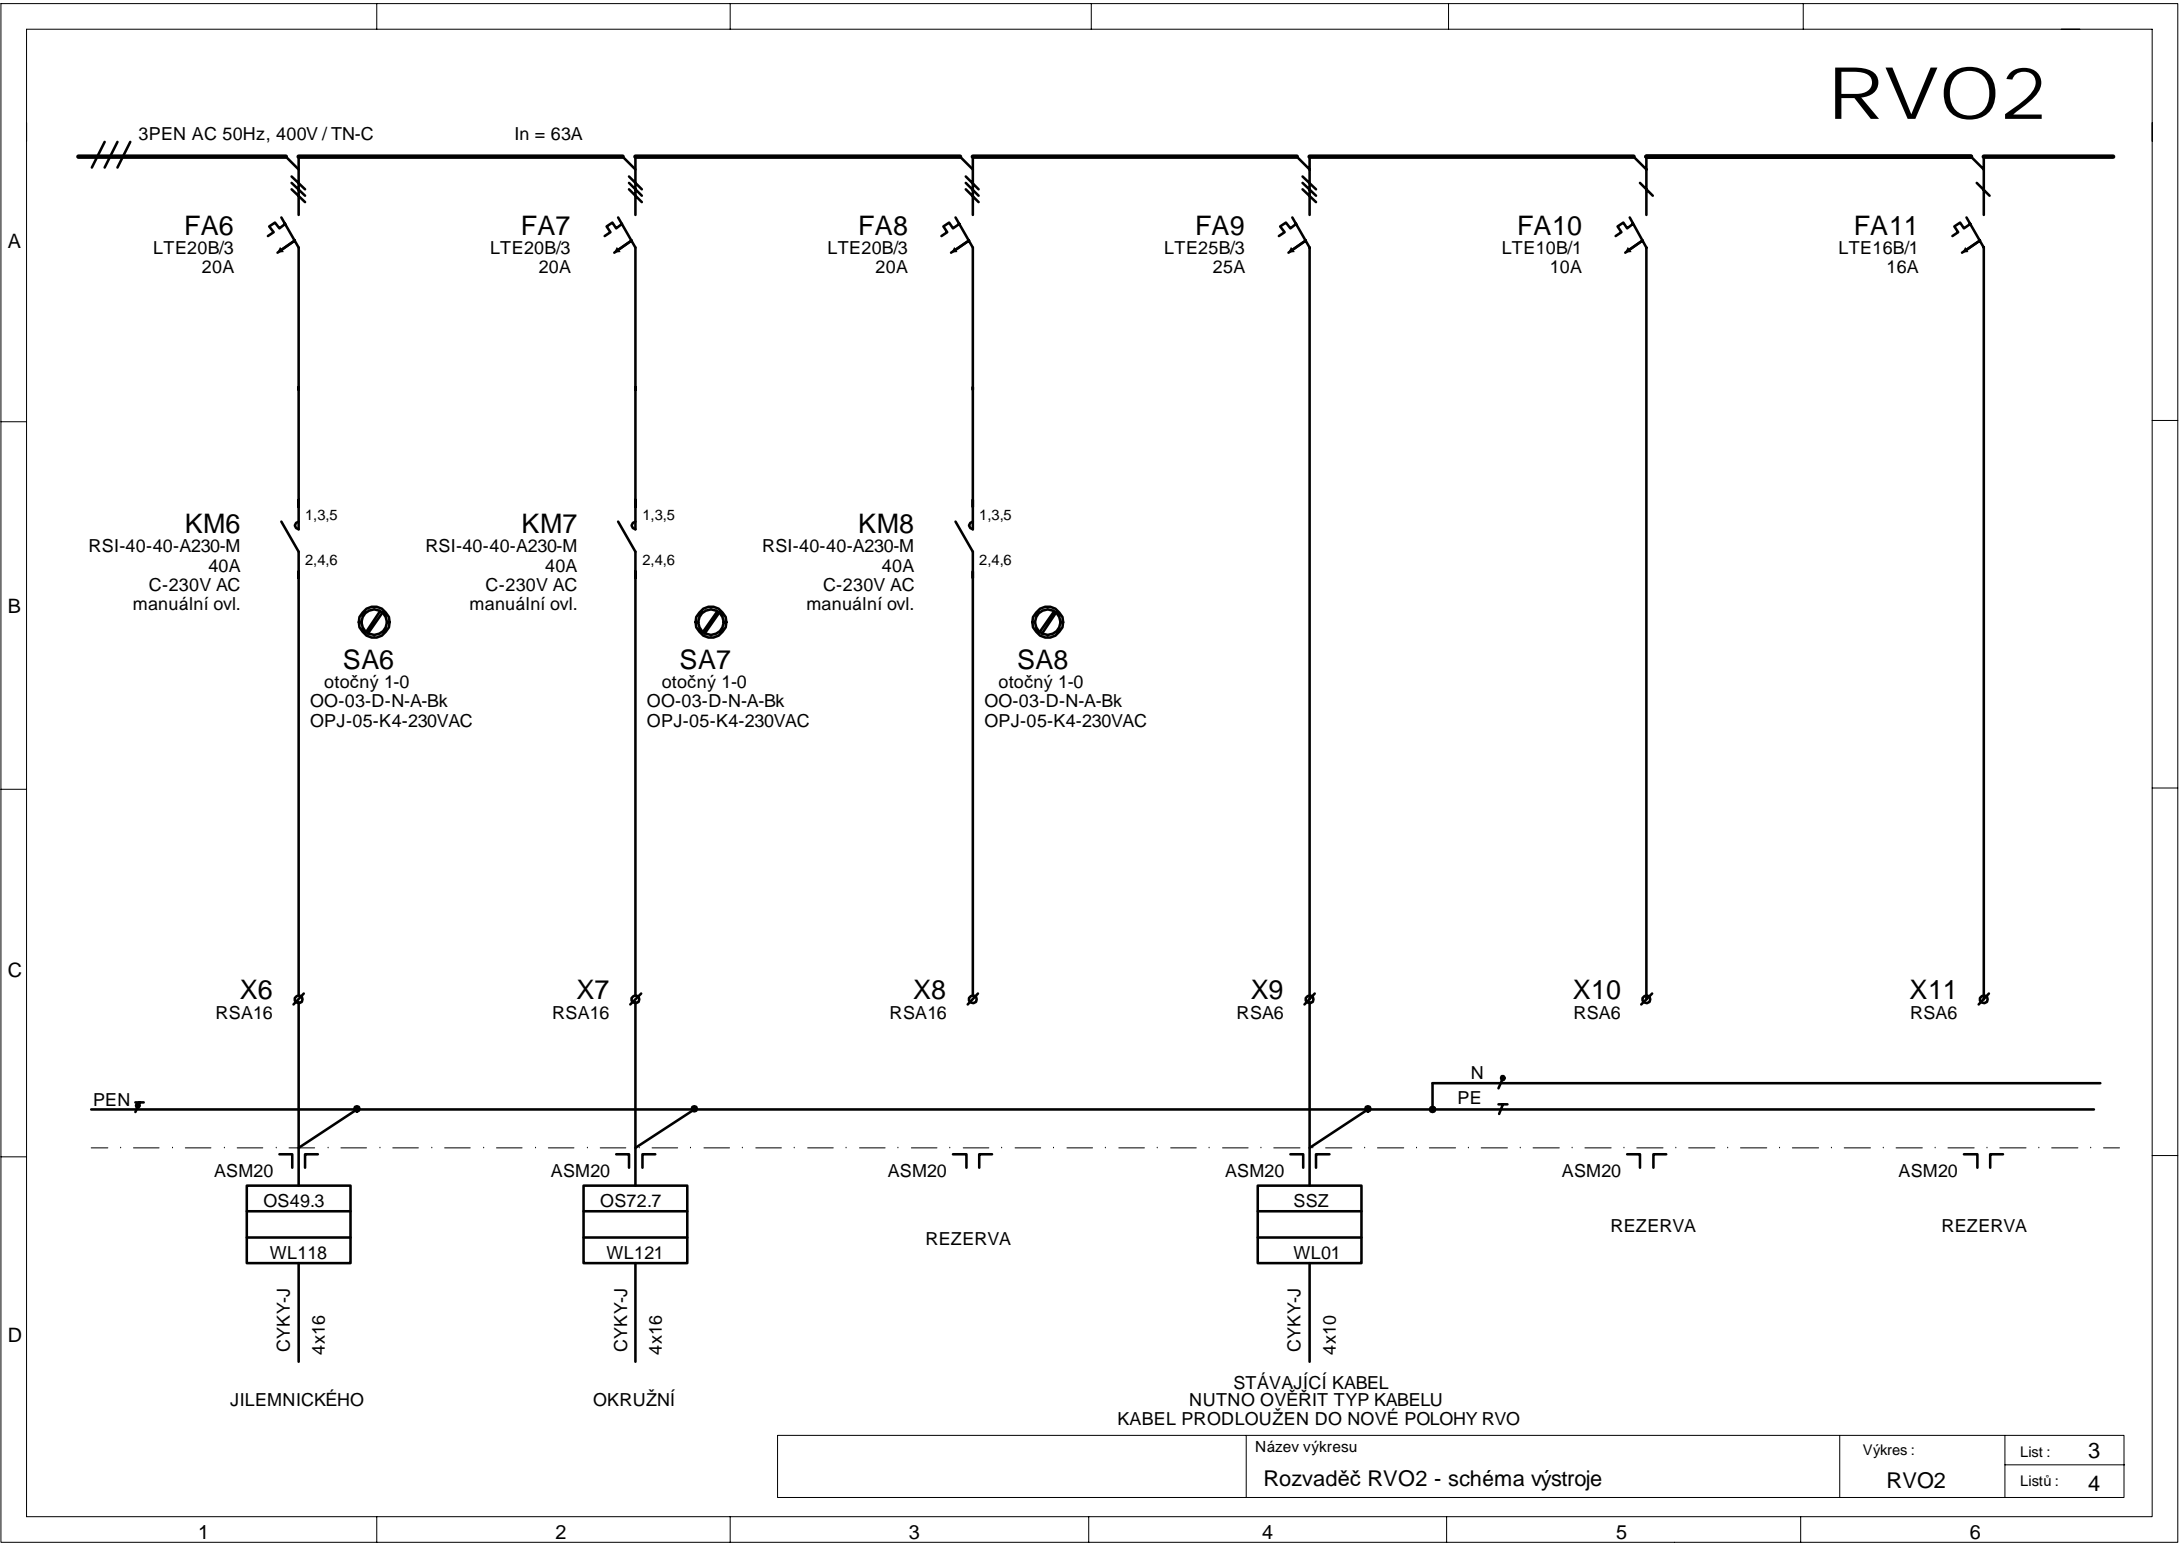 RVO2
3PEN AC 50Hz, 400V / TN-C
In = 63A
A
FA6
LTE20B/3
20A
FA7
LTE20B/3
20A
FA8
LTE20B/3
20A
FA9
LTE25B/3
25A
FA10
LTE10B/1
10A
FA11
LTE16B/1
16A
B
KM6
RSI-40-40-A230-M
40A
C-230V AC
manuální ovl.
1,3,5
2,4,6
KM7
RSI-40-40-A230-M
40A
C-230V AC
manuální ovl.
1,3,5
2,4,6
KM8
RSI-40-40-A230-M
40A
C-230V AC
manuální ovl.
1,3,5
2,4,6
SA6
otočný 1-0
OO-03-D-N-A-Bk
OPJ-05-K4-230VAC
SA7
otočný 1-0
OO-03-D-N-A-Bk
OPJ-05-K4-230VAC
SA8
otočný 1-0
OO-03-D-N-A-Bk
OPJ-05-K4-230VAC
C
X6
RSA16
X7
RSA16
X8
RSA16
X9
RSA6
X10
RSA6
X11
RSA6
PEN
N
PE
ASM20
ASM20
ASM20
ASM20
ASM20
ASM20
D
OS49.3
WL118
CYKY-J
4x16
JILEMNICKÉHO
OS72.7
WL121
CYKY-J
4x16
OKRUŽNÍ
REZERVA
SSZ
WL01
CYKY-J
4x10
STÁVAJÍCÍ KABEL
NUTNO OVĚŘIT TYP KABELU
KABEL PRODLOUŽEN DO NOVÉ POLOHY RVO
REZERVA
REZERVA
Název výkresu
Rozvaděč RVO2 - schéma výstroje
Výkres :
RVO2
List : 3
Listů : 4
1
2
3
4
5
6